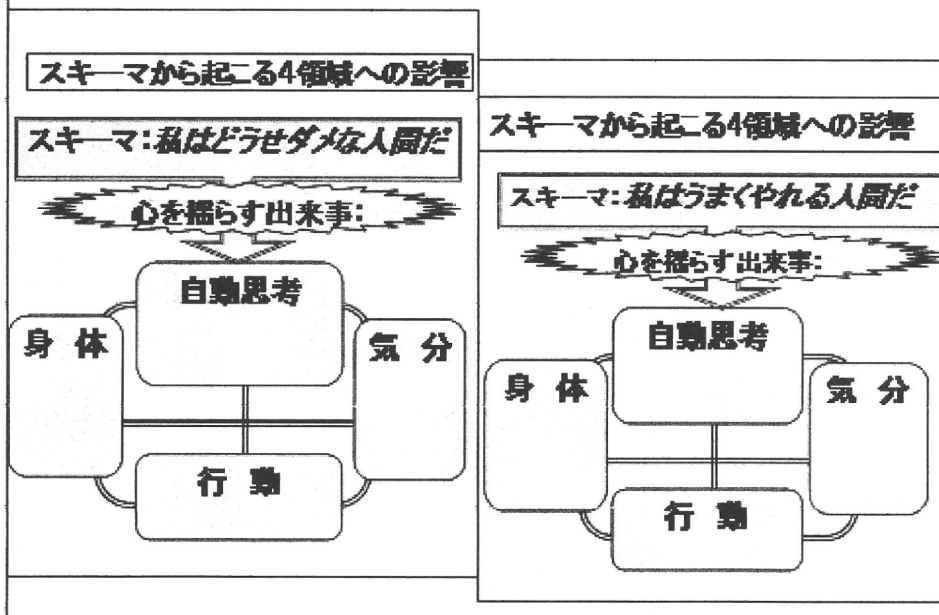 スキーマから起こる4領域への影響
スキーマ:私はどうせダメな人間だ
心を揺らす出来事:
自動思考
身 体
気 分
行 動
スキーマから起こる4領域への影響
スキーマ:私はうまくやれる人間だ
心を揺らす出来事:
自動思考
身 体
気 分
行 動